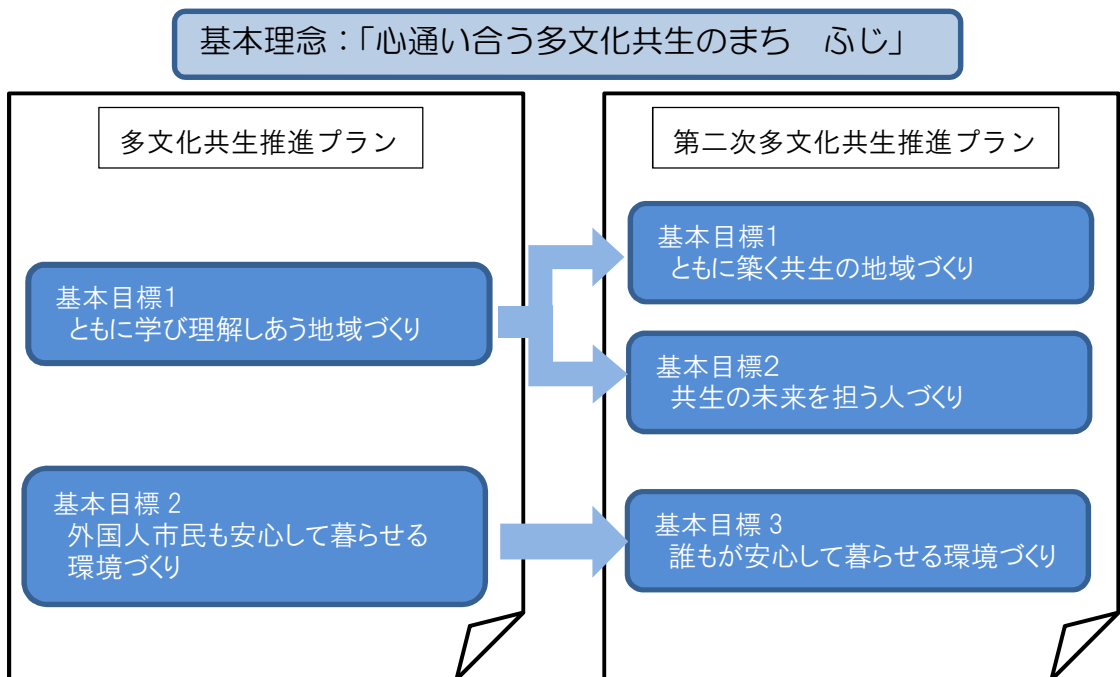 基本理念：「心通い合う多文化共生のまち　ふじ」
多文化共生推進プラン
基本目標1
ともに学び理解しあう地域づくり
基本目標 2
外国人市民も安心して暮らせる
環境づくり
第二次多文化共生推進プラン
基本目標1
ともに築く共生の地域づくり
基本目標2
共生の未来を担う人づくり
基本目標 3
誰もが安心して暮らせる環境づくり